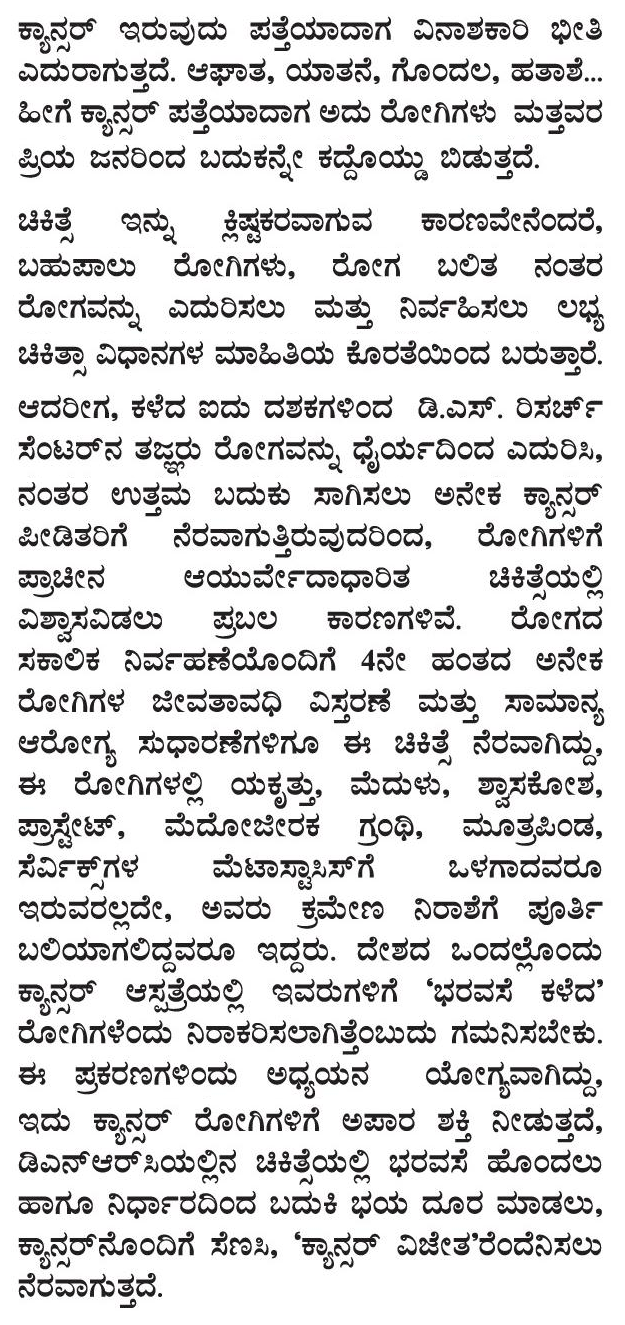 ಕ್ಯಾನ್ಸರ್ ಇರುವುದು ಪತ್ತೆಯಾದಾಗ ವಿನಾಶಕಾರಿ ಭೀತಿ
ಎದುರಾಗುತ್ತದೆ. ಆಘಾತ, ಯಾತನೆ, ಗೊಂದಲ, ಹತಾಶೆ...
ಹೀಗೆ ಕ್ಯಾನ್ಸರ್ ಪತ್ತೆಯಾದಾಗ ಅದು ರೋಗಿಗಳು ಮತ್ತವರ
ಪ್ರಿಯ ಜನರಿಂದ ಬದುಕನ್ನೇ ಕದ್ದೊಯ್ದು ಬಿಡುತ್ತದೆ.
ಚಿಕಿತ್ಸೆ ಇನ್ನು ಕ್ಲಿಷ್ಟಕರವಾಗುವ ಕಾರಣವೇನೆಂದರೆ,
ಬಹುಪಾಲು ರೋಗಿಗಳು, ರೋಗ ಬಲಿತ ನಂತರ
ರೋಗವನ್ನು ಎದುರಿಸಲು ಮತ್ತು ನಿರ್ವಹಿಸಲು ಲಭ್ಯ
ಚಿಕಿತ್ಸಾ ವಿಧಾನಗಳ ಮಾಹಿತಿಯ ಕೊರತೆಯಿಂದ ಬರುತ್ತಾರೆ.
ಆದರೀಗ, ಕಳೆದ ಐದು ದಶಕಗಳಿಂದ ಡಿ.ಎಸ್. ರಿಸರ್ಚ್
ಸೆಂಟರ್‌ನ ತಜ್ಞರು ರೋಗವನ್ನು ಧೈರ್ಯದಿಂದ ಎದುರಿಸಿ,
ನಂತರ ಉತ್ತಮ ಬದುಕು ಸಾಗಿಸಲು ಅನೇಕ ಕ್ಯಾನ್ಸರ್
ಪೀಡಿತರಿಗೆ ನೆರವಾಗುತ್ತಿರುವುದರಿಂದ, ರೋಗಿಗಳಿಗೆ
ಪ್ರಾಚೀನ ಆಯುರ್ವೇದಾಧಾರಿತ ಚಿಕಿತ್ಸೆಯಲ್ಲಿ
ವಿಶ್ವಾಸವಿಡಲು ಪ್ರಬಲ ಕಾರಣಗಳಿವೆ. ರೋಗದ
ಸಕಾಲಿಕ ನಿರ್ವಹಣೆಯೊಂದಿಗೆ 4ನೇ ಹಂತದ ಅನೇಕ
ರೋಗಿಗಳ ಜೀವತಾವಧಿ ವಿಸ್ತರಣೆ ಮತ್ತು ಸಾಮಾನ್ಯ
ಆರೋಗ್ಯ ಸುಧಾರಣೆಗಳಿಗೂ ಈ ಚಿಕಿತ್ಸೆ ನೆರವಾಗಿದ್ದು,
ಈ ರೋಗಿಗಳಲ್ಲಿ ಯಕೃತ್ತು, ಮೆದುಳು, ಶ್ವಾಸಕೋಶ,
ಪ್ರಾಸ್ಟೇಟ್, ಮೆದೋಜೀರಕ ಗ್ರಂಥಿ, ಮೂತ್ರಪಿಂಡ,
ಸೆರ್ವಿಕ್ಸ್‌ಗಳ ಮೆಟಾಸ್ಟಾಸಿಸ್‌ಗೆ ಒಳಗಾದವರೂ
ಇರುವರಲ್ಲದೇ, ಅವರು ಕ್ರಮೇಣ ನಿರಾಶೆಗೆ ಪೂರ್ತಿ
ಬಲಿಯಾಗಲಿದ್ದವರೂ ಇದ್ದರು. ದೇಶದ ಒಂದಲ್ಲೊಂದು
ಕ್ಯಾನ್ಸರ್ ಆಸ್ಪತ್ರೆಯಲ್ಲಿ ಇವರುಗಳಿಗೆ ‘ಭರವಸೆ ಕಳೆದ’
ರೋಗಿಗಳೆಂದು ನಿರಾಕರಿಸಲಾಗಿತ್ತೆಂಬುದು ಗಮನಿಸಬೇಕು.
ಈ ಪ್ರಕರಣಗಳಿಂದು ಅಧ್ಯಯನ ಯೋಗ್ಯವಾಗಿದ್ದು,
ಇದು ಕ್ಯಾನ್ಸರ್ ರೋಗಿಗಳಿಗೆ ಅಪಾರ ಶಕ್ತಿ ನೀಡುತ್ತದೆ,
ಡಿಎನ್‌ಆರ್‌ಸಿಯಲ್ಲಿನ ಚಿಕಿತ್ಸೆಯಲ್ಲಿ ಭರವಸೆ ಹೊಂದಲು
ಹಾಗೂ ನಿರ್ಧಾರದಿಂದ ಬದುಕಿ ಭಯ ದೂರ ಮಾಡಲು,
ಕ್ಯಾನ್ಸರ್‌ನೊಂದಿಗೆ ಸೆಣಸಿ, ‘ಕ್ಯಾನ್ಸರ್ ವಿಜೇತ’ರೆಂದೆನಿಸಲು
ನೆರವಾಗುತ್ತದೆ.